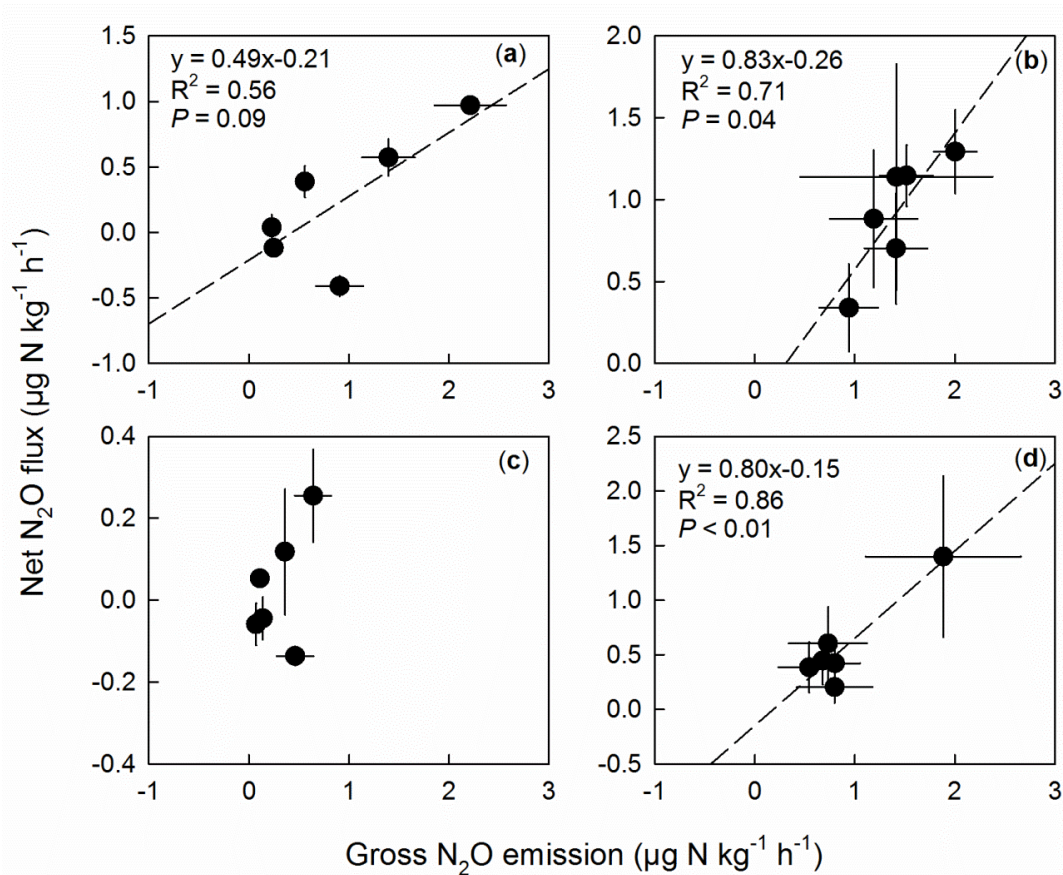 (a)
y = 0.49x-0.21
R² = 0.56
P = 0.09
1.5
1.0
0.5
0.0
-0.5
-1.0
-1 0 1 2 3
(b)
y = 0.83x-0.26
R² = 0.71
P = 0.04
2.0
1.5
1.0
0.5
0.0
-1 0 1 2 3
(c)
0.4
0.2
0.0
-0.2
-0.4
-1 0 1 2 3
(d)
y = 0.80x-0.15
R² = 0.86
P < 0.01
2.5
2.0
1.5
1.0
0.5
0.0
-0.5
-1 0 1 2 3
Net N₂O flux (µg N kg⁻¹ h⁻¹)
Gross N₂O emission (µg N kg⁻¹ h⁻¹)